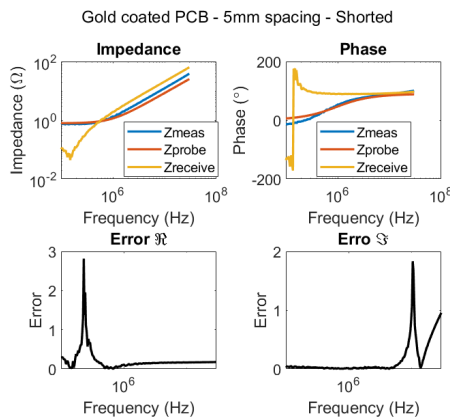 Gold coated PCB - 5mm spacing - Shorted
Impedance
Phase
Impedance (Ω)
10^2
10^0
10^-2
Zmeas
Zprobe
Zreceive
10^6
10^8
Frequency (Hz)
Phase (°)
200
0
-200
Zmeas
Zprobe
Zreceive
10^6
10^8
Frequency (Hz)
Error ℜ
Erro ℑ
Error
3
2
1
0
10^6
Frequency (Hz)
Error
2
1
0
10^6
Frequency (Hz)